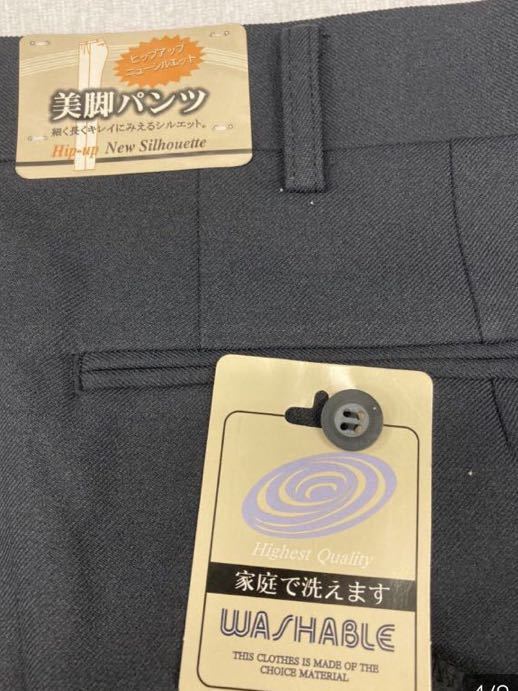 ヒップアップ
ニューシルエット
美脚パンツ
細く長くキレイにみえるシルエット。
Hip-up New Silhouette
Highest Quality
家庭で洗えます
WASHABLE
THIS CLOTHES IS MADE OF THE
CHOICE MATERIAL